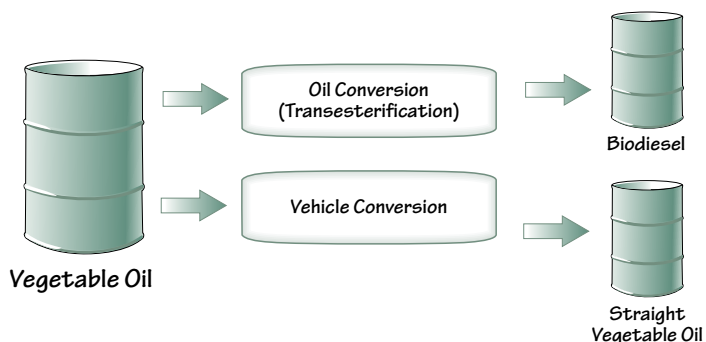 Oil Conversion
(Transesterification)
Biodiesel
Vehicle Conversion
Vegetable Oil
Straight
Vegetable Oil